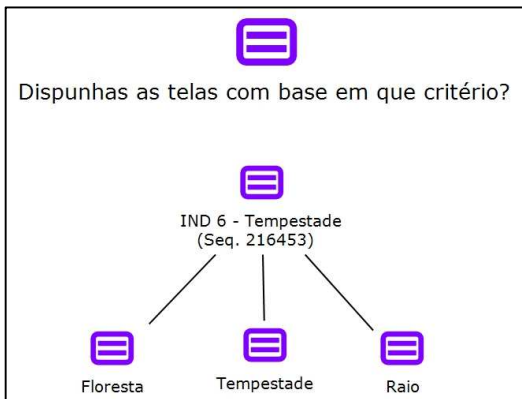 Dispunhas as telas com base em que critério?
IND 6 - Tempestade
(Seq. 216453)
Floresta
Tempestade
Raio